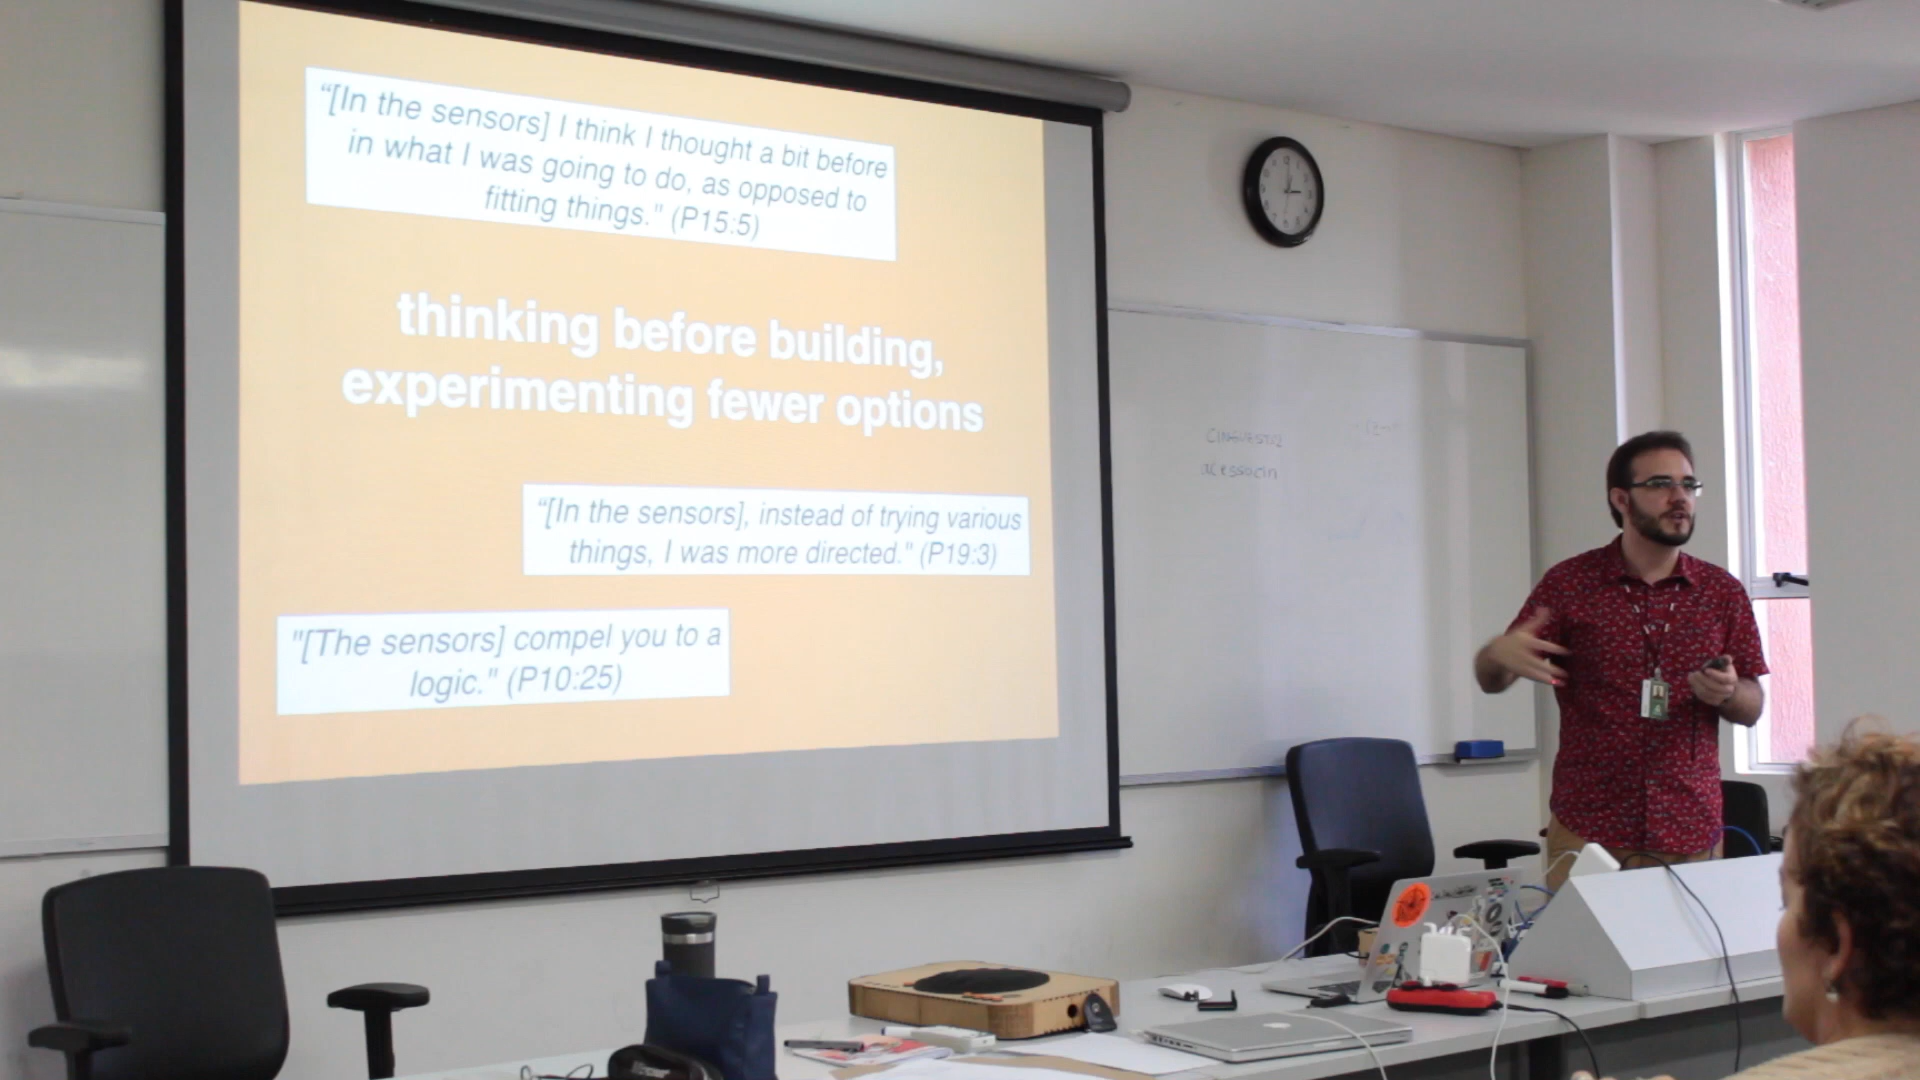 “[In the sensors] I think I thought a bit before
in what I was going to do, as opposed to
fitting things." (P15:5)
thinking before building,
experimenting fewer options
“[In the sensors], instead of trying various
things, I was more directed." (P19:3)
"[The sensors] compel you to a
logic." (P10:25)